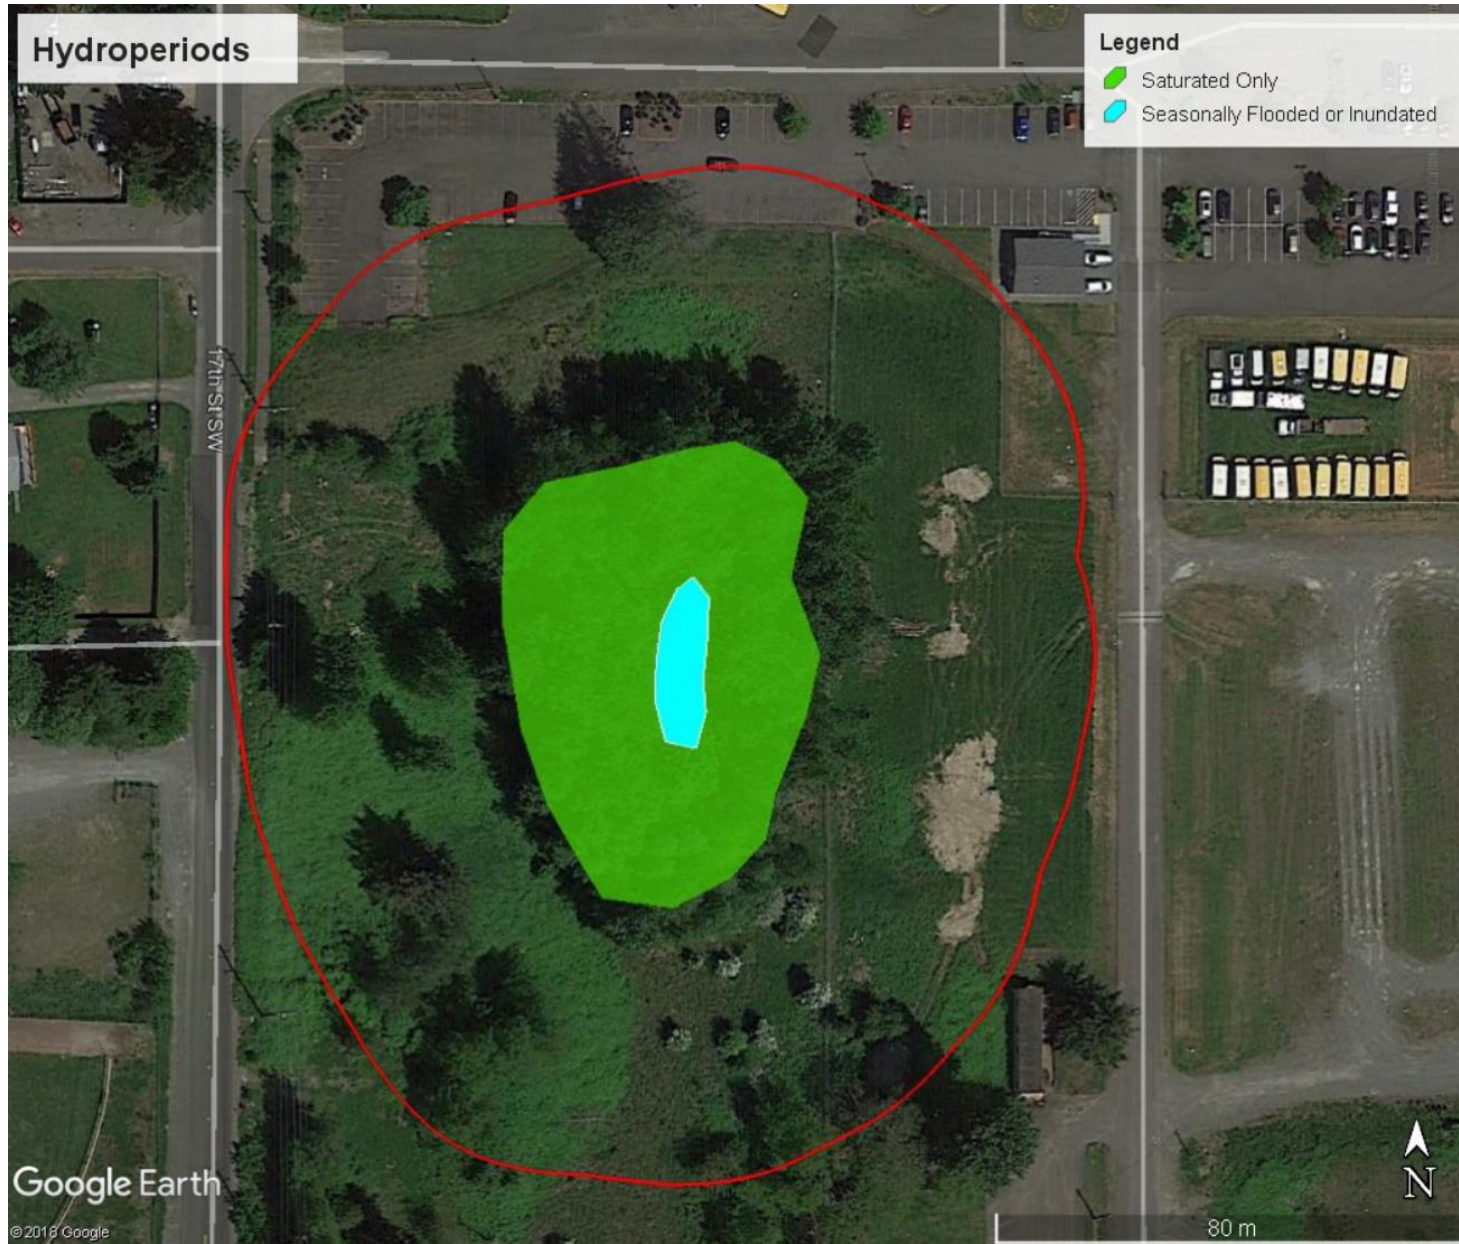 Hydroperiods
Legend
Saturated Only
Seasonally Flooded or Inundated
17th St SW
Google Earth
©2018 Google
N
80 m